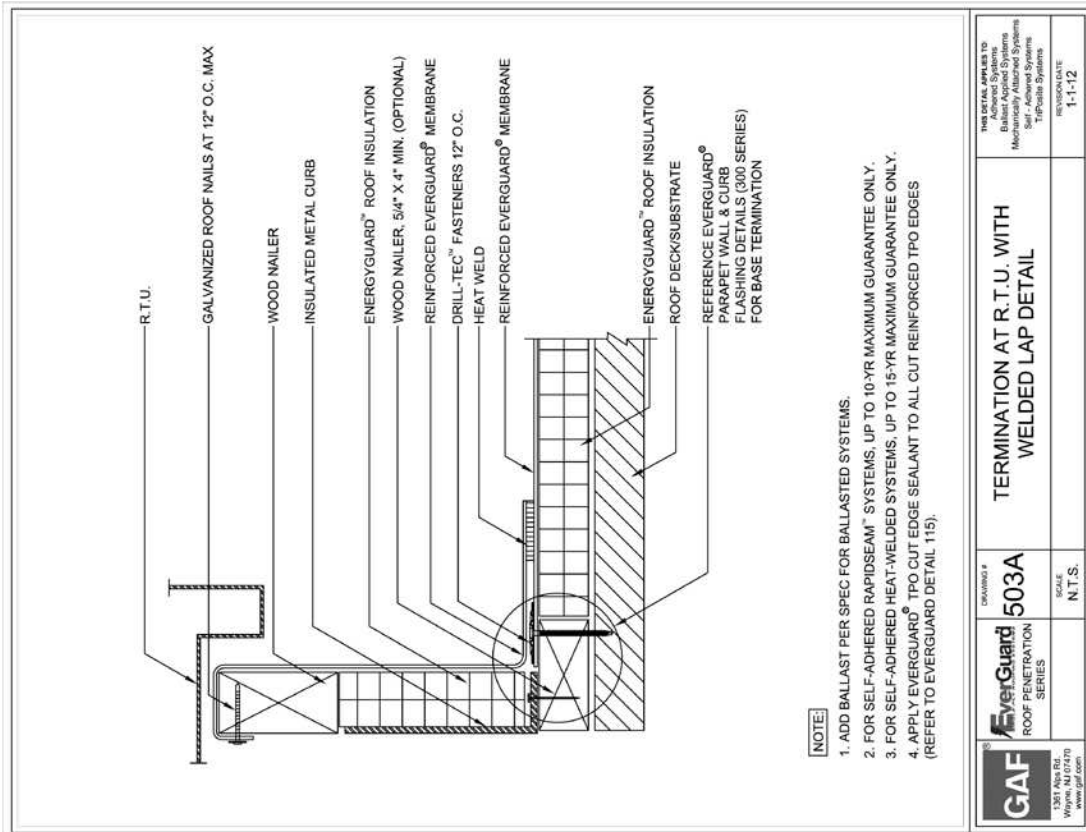 R.T.U.
GALVANIZED ROOF NAILS AT 12" O.C. MAX
WOOD NAILER
INSULATED METAL CURB
ENERGYGUARD™ ROOF INSULATION
WOOD NAILER, 5/4" X 4" MIN. (OPTIONAL)
REINFORCED EVERGUARD® MEMBRANE
DRILL-TEC™ FASTENERS 12" O.C.
HEAT WELD
REINFORCED EVERGUARD® MEMBRANE
ENERGYGUARD™ ROOF INSULATION
ROOF DECK/SUBSTRATE
REFERENCE EVERGUARD®
PARAPET WALL & CURB
FLASHING DETAILS (300 SERIES)
FOR BASE TERMINATION
NOTE:
1. ADD BALLAST PER SPEC FOR BALLASTED SYSTEMS.
2. FOR SELF-ADHERED RAPIDSEAM™ SYSTEMS, UP TO 10-YR MAXIMUM GUARANTEE ONLY.
3. FOR SELF-ADHERED HEAT-WELDED SYSTEMS, UP TO 15-YR MAXIMUM GUARANTEE ONLY.
4. APPLY EVERGUARD® TPO CUT EDGE SEALANT TO ALL CUT REINFORCED TPO EDGES
(REFER TO EVERGUARD DETAIL 115).
GAF®
1361 Alps Rd.
Wayne, NJ 07470
www.gaf.com
EverGuard
ROOF PENETRATION
SERIES
DRAWING #
503A
SCALE
N.T.S.
TERMINATION AT R.T.U. WITH
WELDED LAP DETAIL
THIS DETAIL APPLIES TO:
Adhered Systems
Ballast Applied Systems
Mechanically Attached Systems
Self - Adhered Systems
TriPosite Systems
REVISION DATE
1-1-12